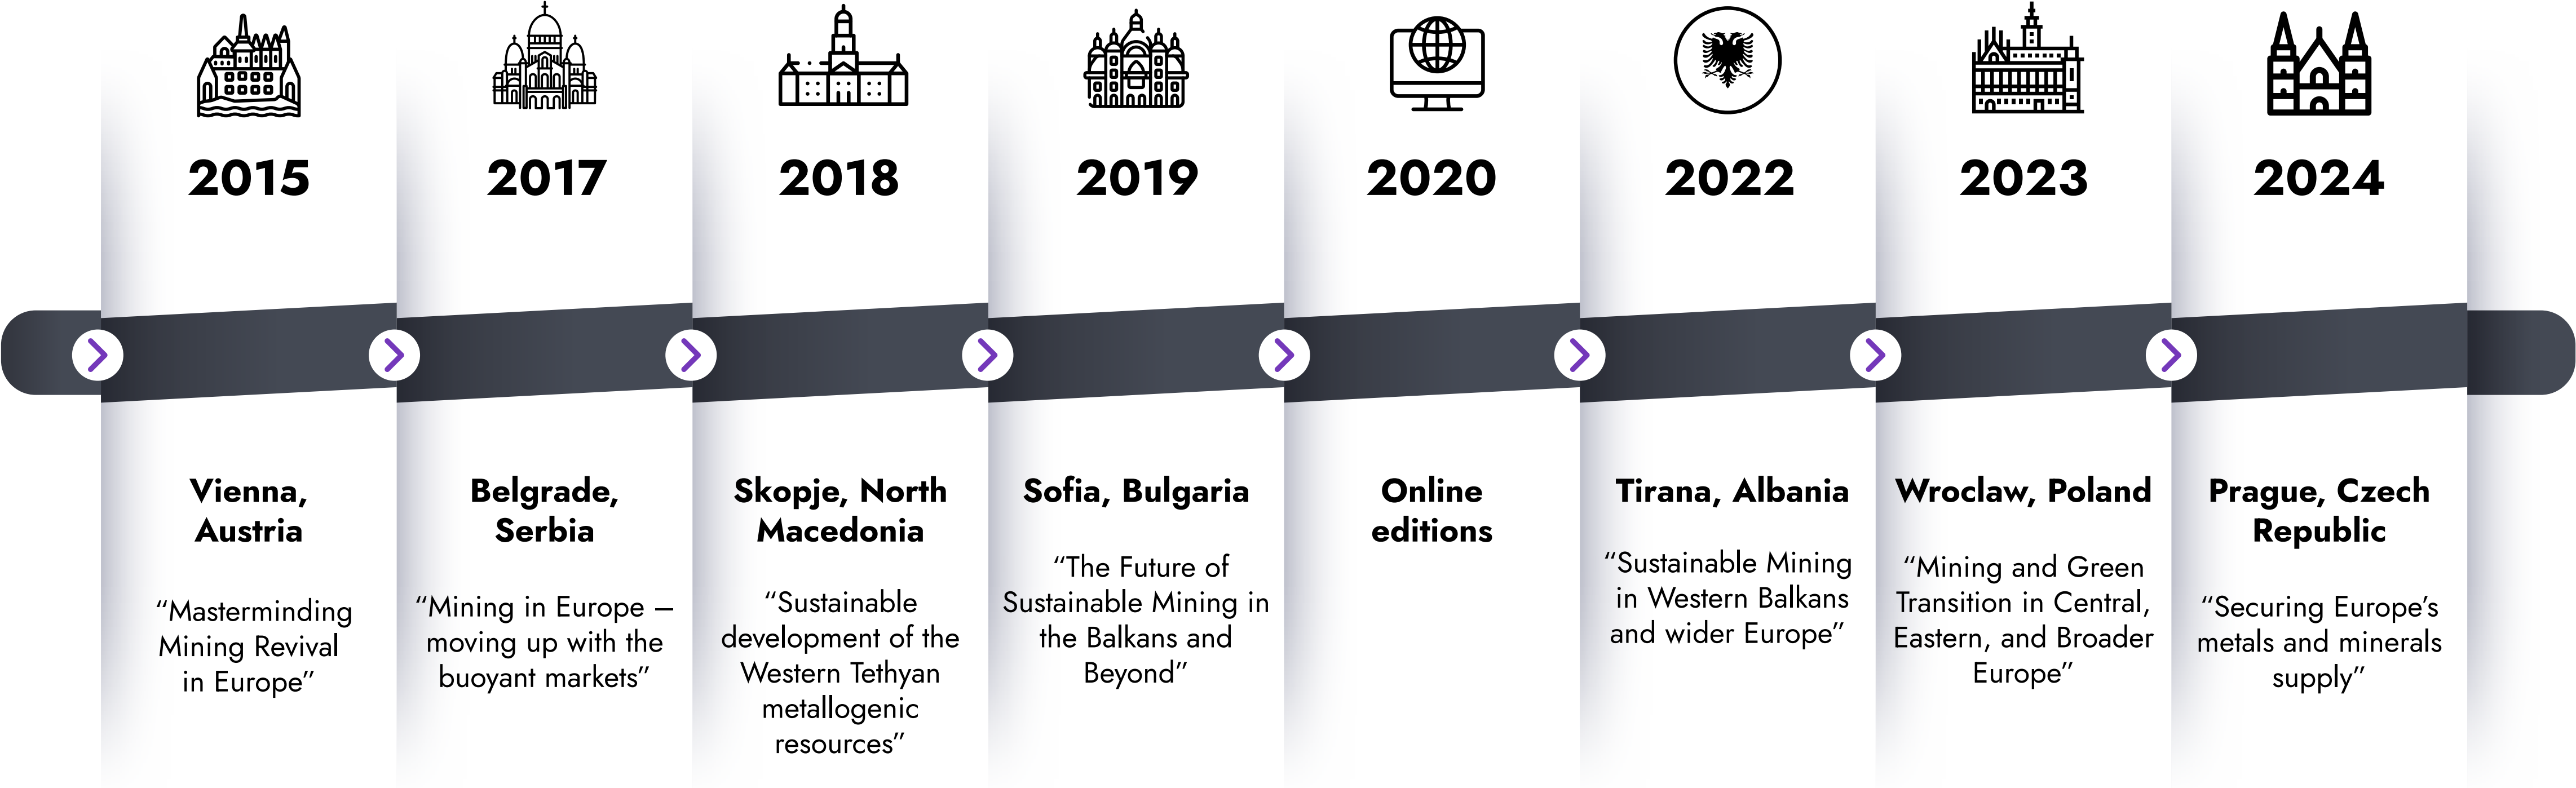 2015
2017
2018
2019
2020
2022
2023
2024
Vienna,
Austria
“Masterminding
Mining Revival
in Europe”
Belgrade,
Serbia
“Mining in Europe –
moving up with the
buoyant markets”
Skopje, North
Macedonia
“Sustainable
development of the
Western Tethyan
metallogenic
resources”
Sofia, Bulgaria
“The Future of
Sustainable Mining in
the Balkans and
Beyond”
Online
editions
Tirana, Albania
“Sustainable Mining
in Western Balkans
and wider Europe”
Wroclaw, Poland
“Mining and Green
Transition in Central,
Eastern, and Broader
Europe”
Prague, Czech
Republic
“Securing Europe’s
metals and minerals
supply”